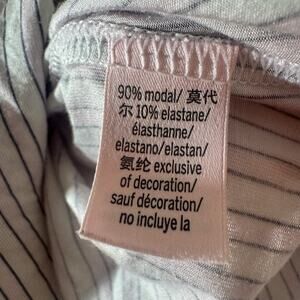 90% modal/ 莫代
尔 10% elastane/
élasthanne/
elastano/elastan/
氨纶 exclusive
of decoration/
sauf décoration/
no incluye la